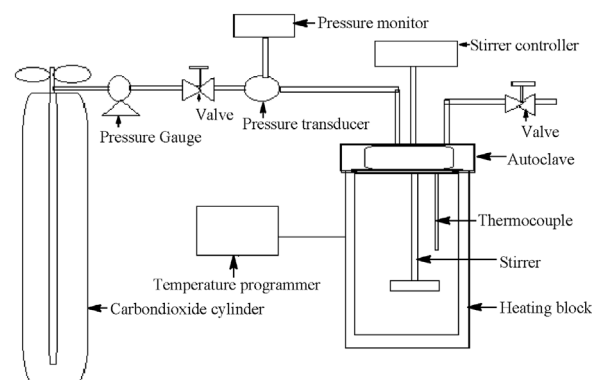 Pressure monitor
Stirrer controller
Valve
Pressure Gauge
Pressure transducer
Valve
Autoclave
Thermocouple
Stirrer
Temperature programmer
Carbondioxide cylinder
Heating block